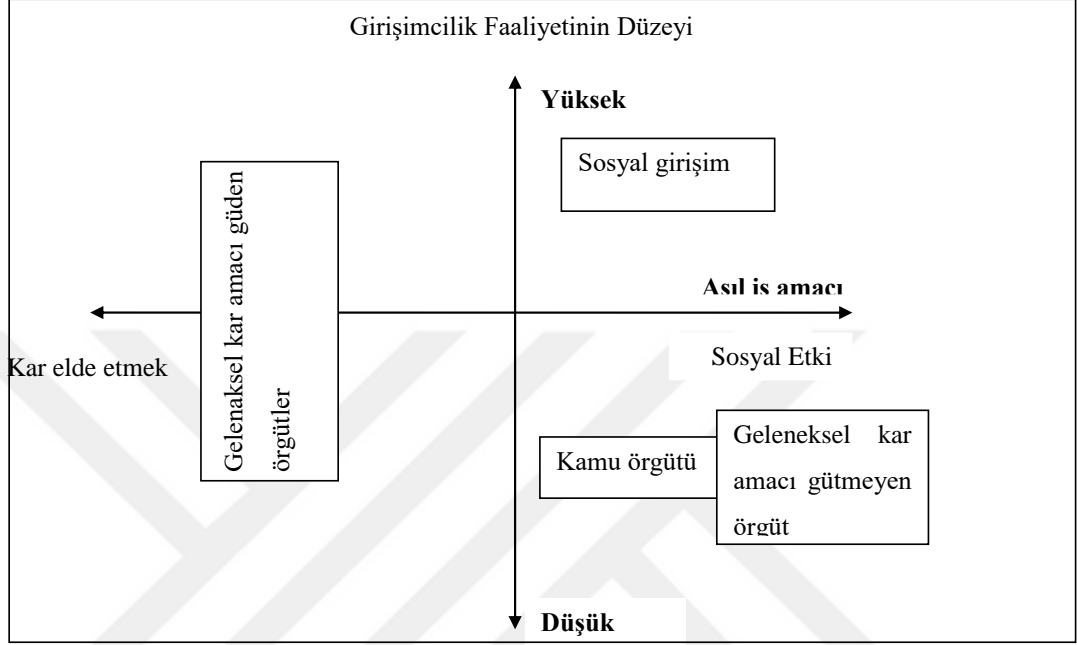 Girişimcilik Faaliyetinin Düzeyi
Yüksek
Sosyal girişim
Gelenaksel kar amacı güden
örgütler
Asıl iş amacı
Kar elde etmek
Sosyal Etki
Kamu örgütü
Geleneksel kar
amacı gütmeyen
örgüt
Düşük